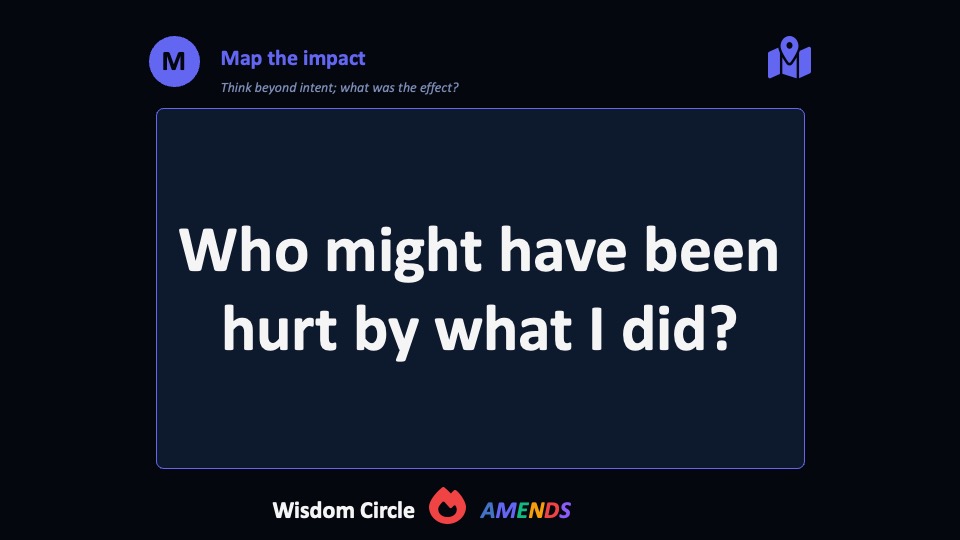 M
Map the impact
Think beyond intent; what was the effect?
Who might have been
hurt by what I did?
Wisdom Circle AMENDS